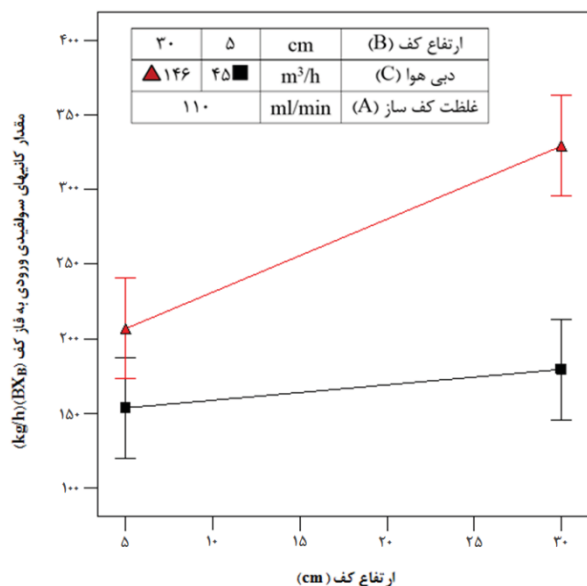 ارتفاع کف (B) cm ۵ ۳۰
دبی هوا (C) m³/h ۴۵ ۱۴۶
غلظت کف ساز (A) ml/min ۱۱۰
مقدار کانیهای سولفیدی ورودی به فاز کف (BX_B)(kg/h)
۴۰۰
۳۵۰
۳۰۰
۲۵۰
۲۰۰
۱۵۰
۱۰۰
۵ ۱۰ ۱۵ ۲۰ ۲۵ ۳۰
ارتفاع کف (cm)